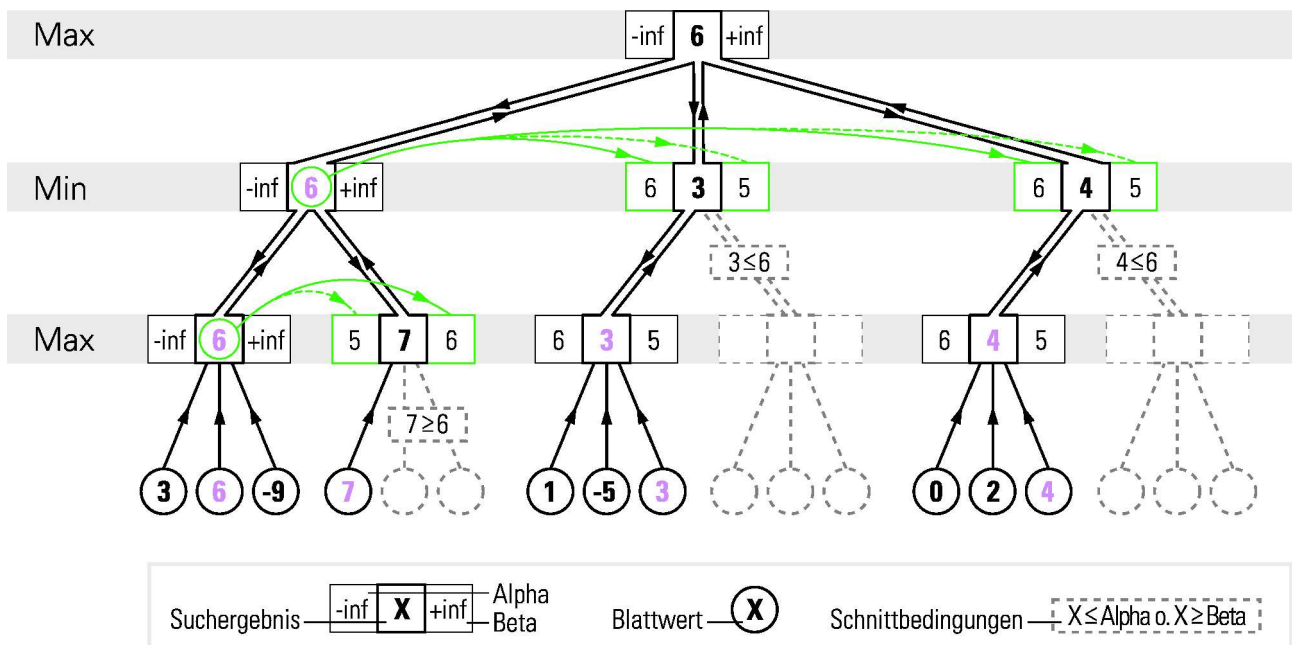 Max -inf 6 +inf
Min -inf 6 +inf 6 3 5 6 4 5
3≤6 4≤6
Max -inf 6 +inf 5 7 6 6 3 5 6 4 5
7≥6
3 6 -9 7 1 -5 3 0 2 4
Suchergebnis -inf X +inf Alpha Beta Blattwert X Schnittbedingungen X≤Alpha o. X≥Beta